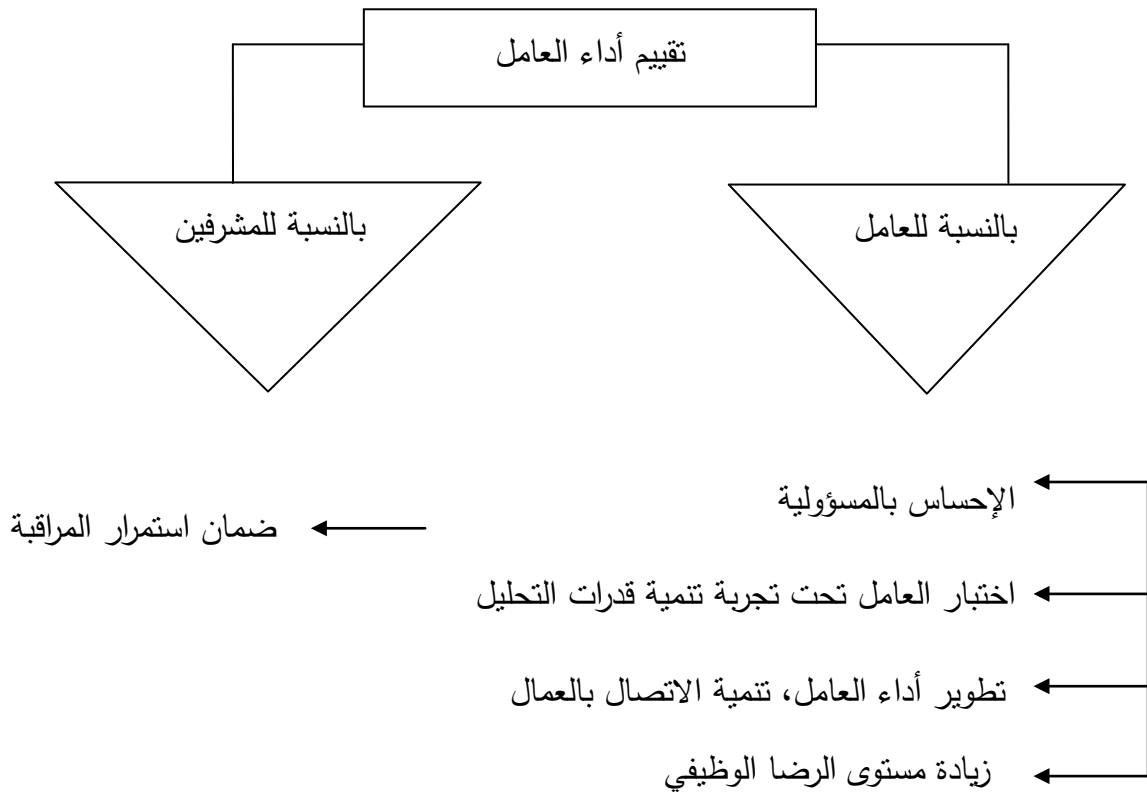 تقييم أداء العامل
بالنسبة للعامل
بالنسبة للمشرفين
الإحساس بالمسؤولية
ضمان استمرار المراقبة
اختبار العامل تحت تجربة تنمية قدرات التحليل
تطوير أداء العامل، تنمية الاتصال بالعمال
زيادة مستوى الرضا الوظيفي